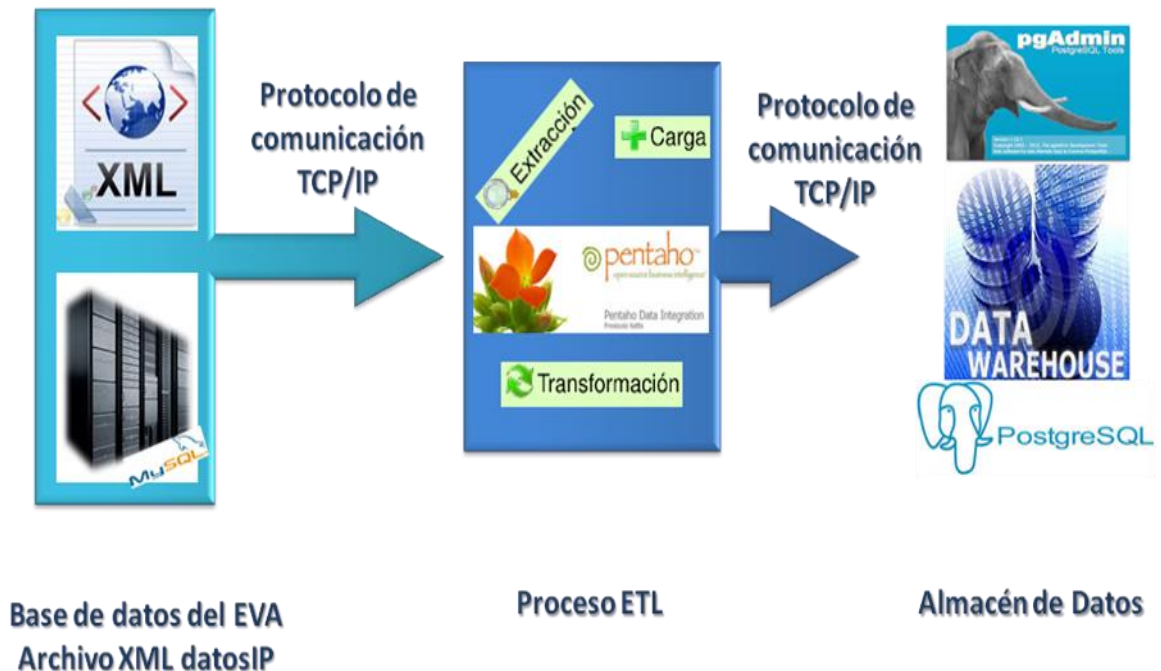 XML
MySQL
Base de datos del EVA
Archivo XML datosIP
Protocolo de
comunicación
TCP/IP
Extracción
Carga
pentaho
open source business intelligence
Pentaho Data Integration
Transformación
Proceso ETL
Protocolo de
comunicación
TCP/IP
pgAdmin
PostgreSQL Tools
DATA
WAREHOUSE
PostgreSQL
Almacén de Datos